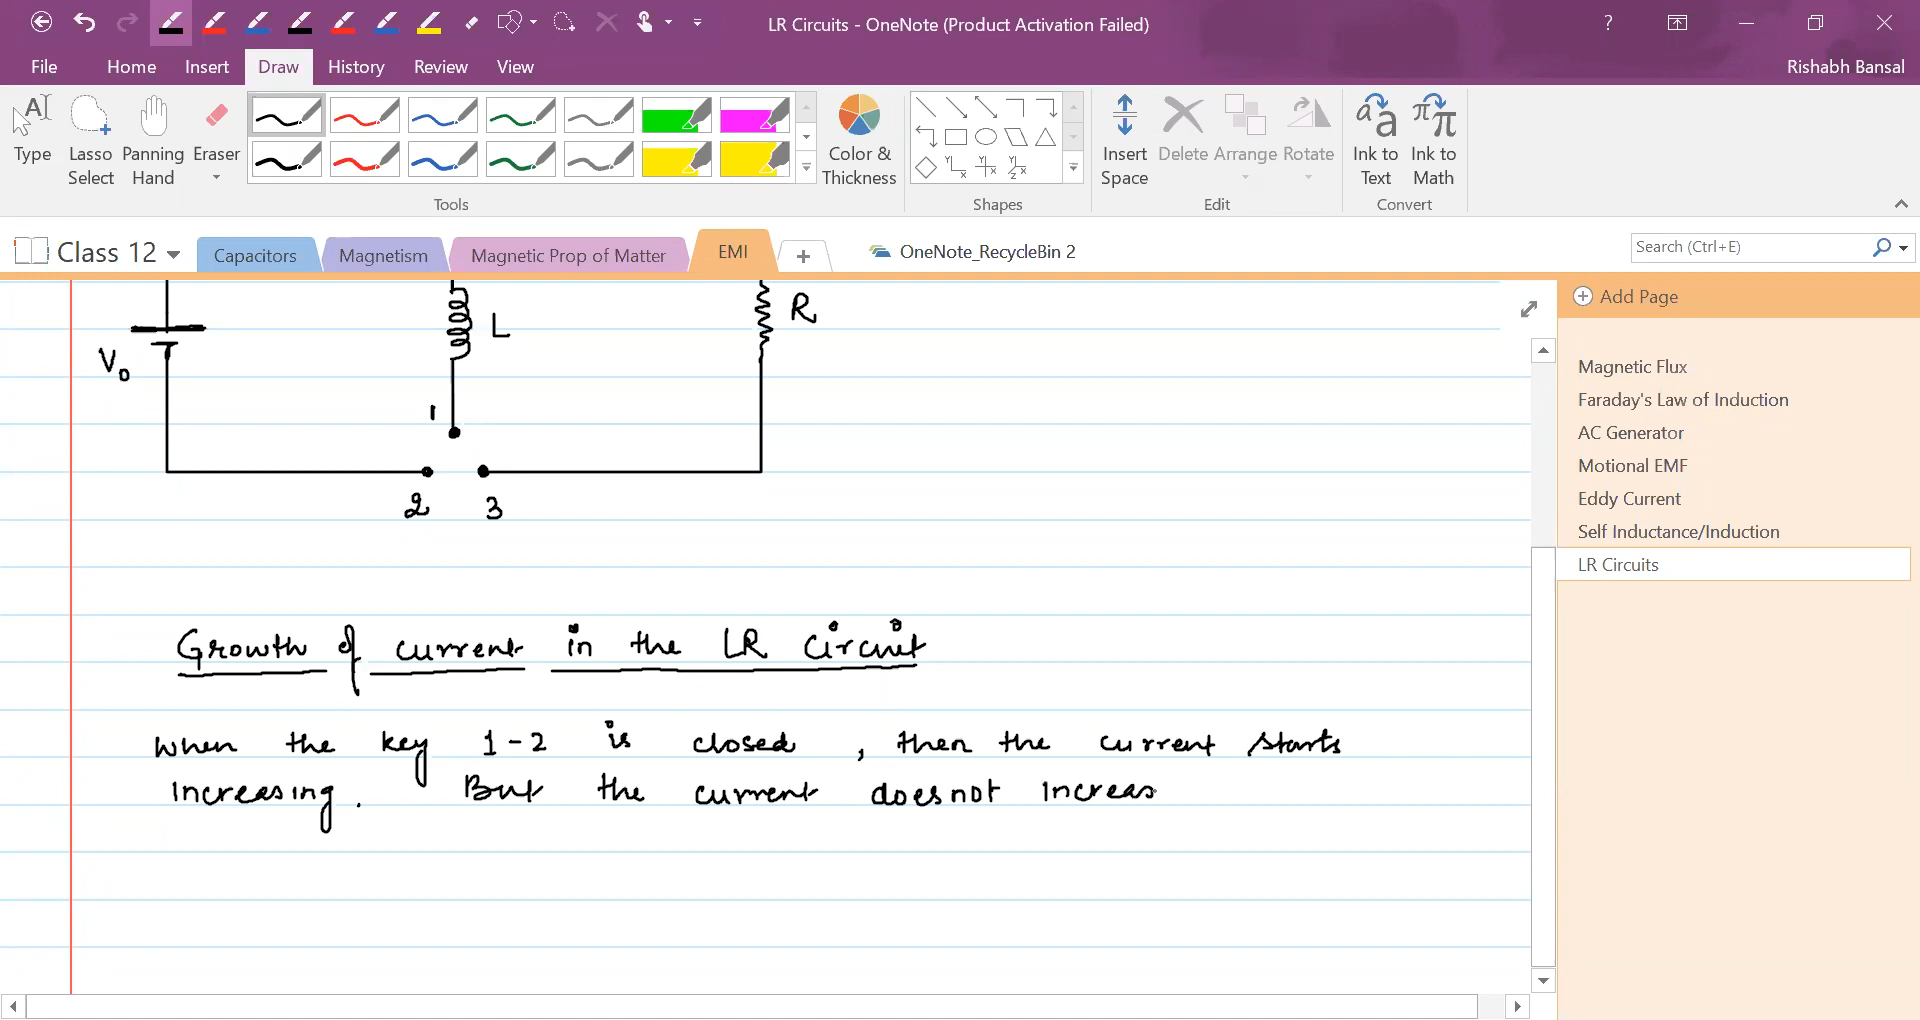 LR Circuits - OneNote (Product Activation Failed)
?
File Home Insert Draw History Review View
Rishabh Bansal
Type
Lasso Select
Panning Hand
Eraser
Color & Thickness
Insert Space
Delete
Arrange
Rotate
Ink to Text
Ink to Math
Tools
Shapes
Edit
Convert
Class 12
Capacitors
Magnetism
Magnetic Prop of Matter
EMI
OneNote_RecycleBin 2
Search (Ctrl+E)
Add Page
Magnetic Flux
Faraday's Law of Induction
AC Generator
Motional EMF
Eddy Current
Self Inductance/Induction
LR Circuits
V0
L
R
1
2
3
Growth of current in the LR circuit
When the key 1-2 is closed, then the current starts
increasing. But the current does not increas